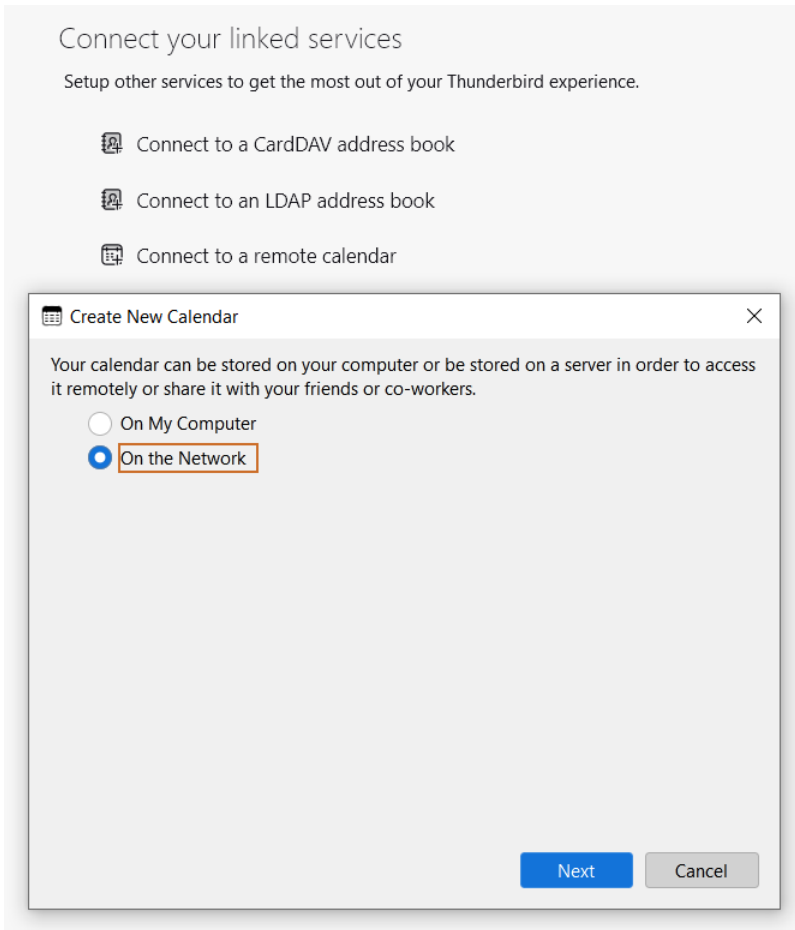 Connect your linked services
Setup other services to get the most out of your Thunderbird experience.
Connect to a CardDAV address book
Connect to an LDAP address book
Connect to a remote calendar
Create New Calendar
Your calendar can be stored on your computer or be stored on a server in order to access
it remotely or share it with your friends or co-workers.
On My Computer
On the Network
Next
Cancel